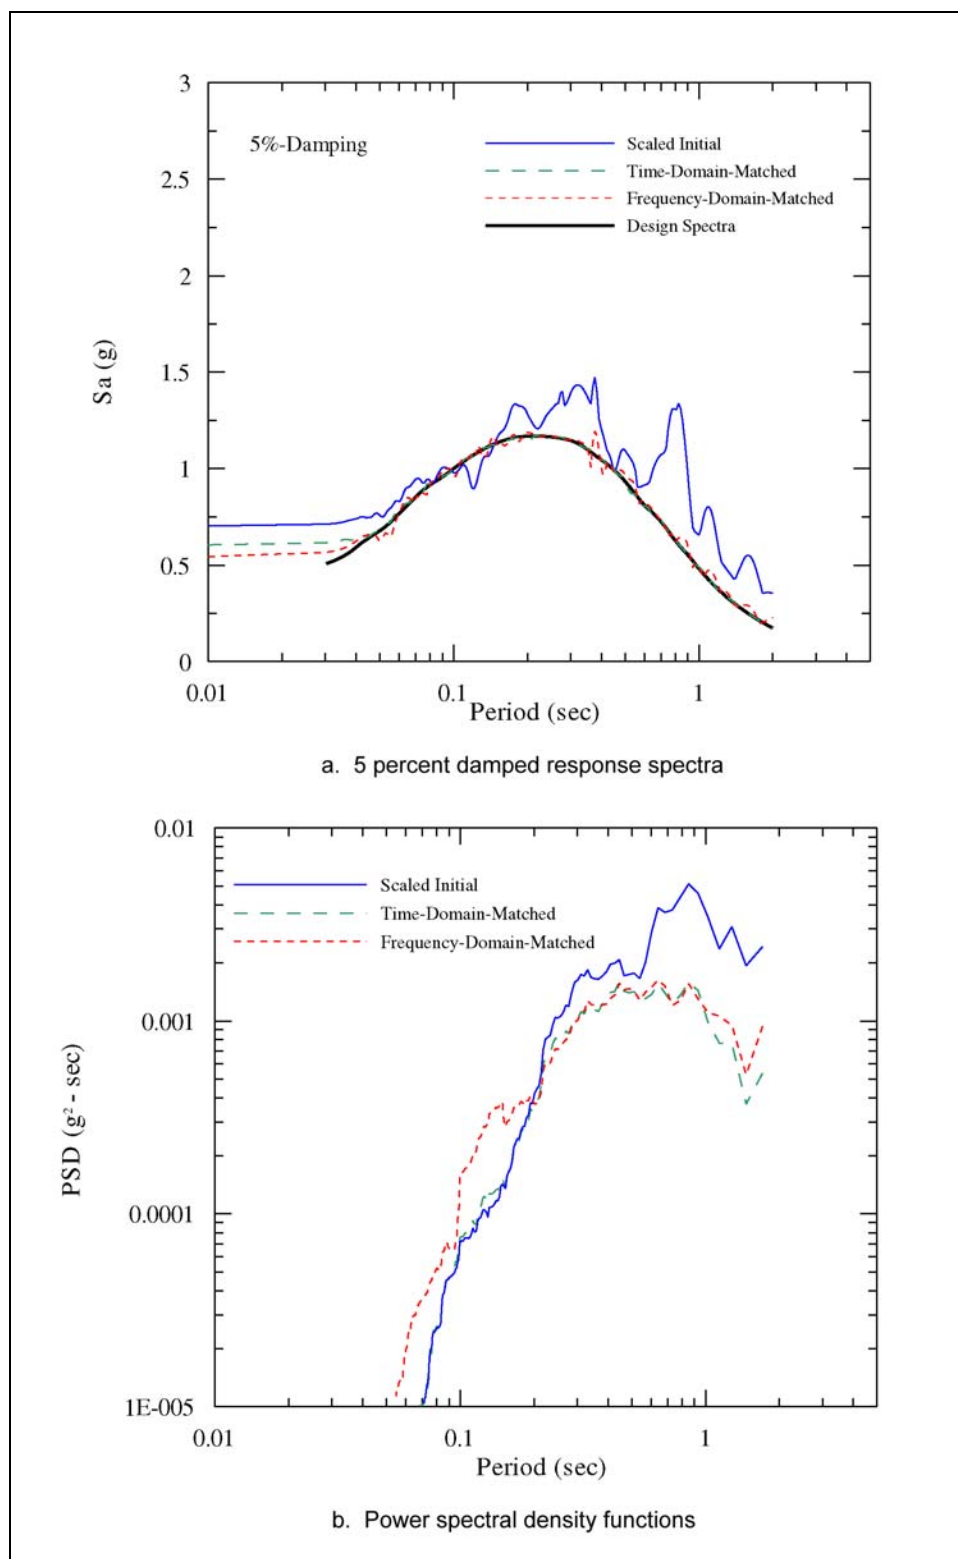 3
5%-Damping
Scaled Initial
Time-Domain-Matched
2.5
Frequency-Domain-Matched
Design Spectra
2
Sa (g)
1.5
1
0.5
0
0.01
0.1
1
Period (sec)
a. 5 percent damped response spectra
0.01
Scaled Initial
Time-Domain-Matched
Frequency-Domain-Matched
0.001
PSD (g² - sec)
0.0001
1E-005
0.01
0.1
1
Period (sec)
b. Power spectral density functions